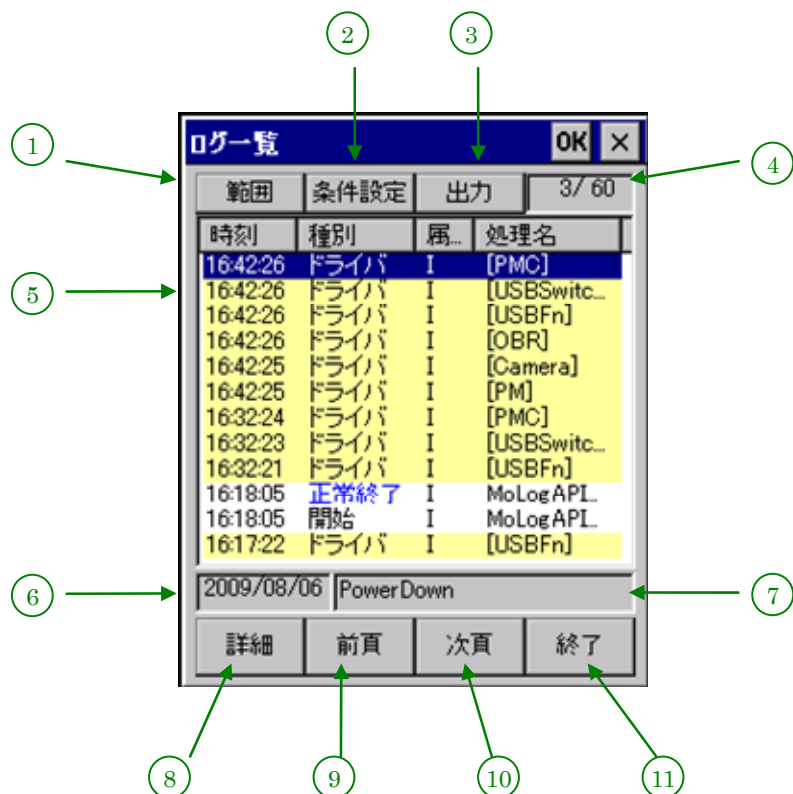 2
3
1
4
ログ一覧 OK ×
範囲 条件設定 出力 3/ 60
時刻 種別 属... 処理名
16:42:26 ドライバ I [PMC]
5
16:42:26 ドライバ I [USBSwitc...
16:42:26 ドライバ I [USBFn]
16:42:26 ドライバ I [OBR]
16:42:25 ドライバ I [Camera]
16:42:25 ドライバ I [PM]
16:32:24 ドライバ I [PMC]
16:32:23 ドライバ I [USBSwitc...
16:32:21 ドライバ I [USBFn]
16:18:05 正常終了 I MoLogAPI...
16:18:05 開始 I MoLogAPI...
16:17:22 ドライバ I [USBFn]
6
2009/08/06 PowerDown
7
詳細 前頁 次頁 終了
8
9
10
11